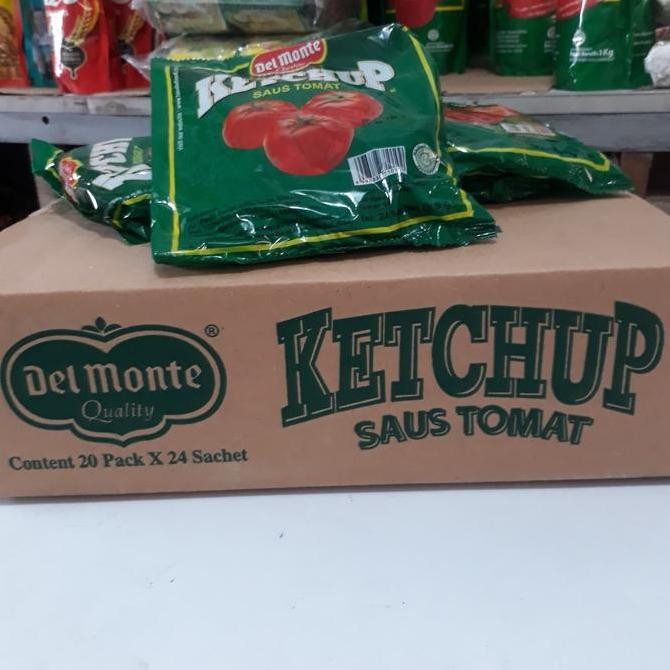 Del Monte
KETCHUP
SAUS TOMAT
Del Monte
Quality
®
Content 20 Pack X 24 Sachet
KETCHUP
SAUS TOMAT